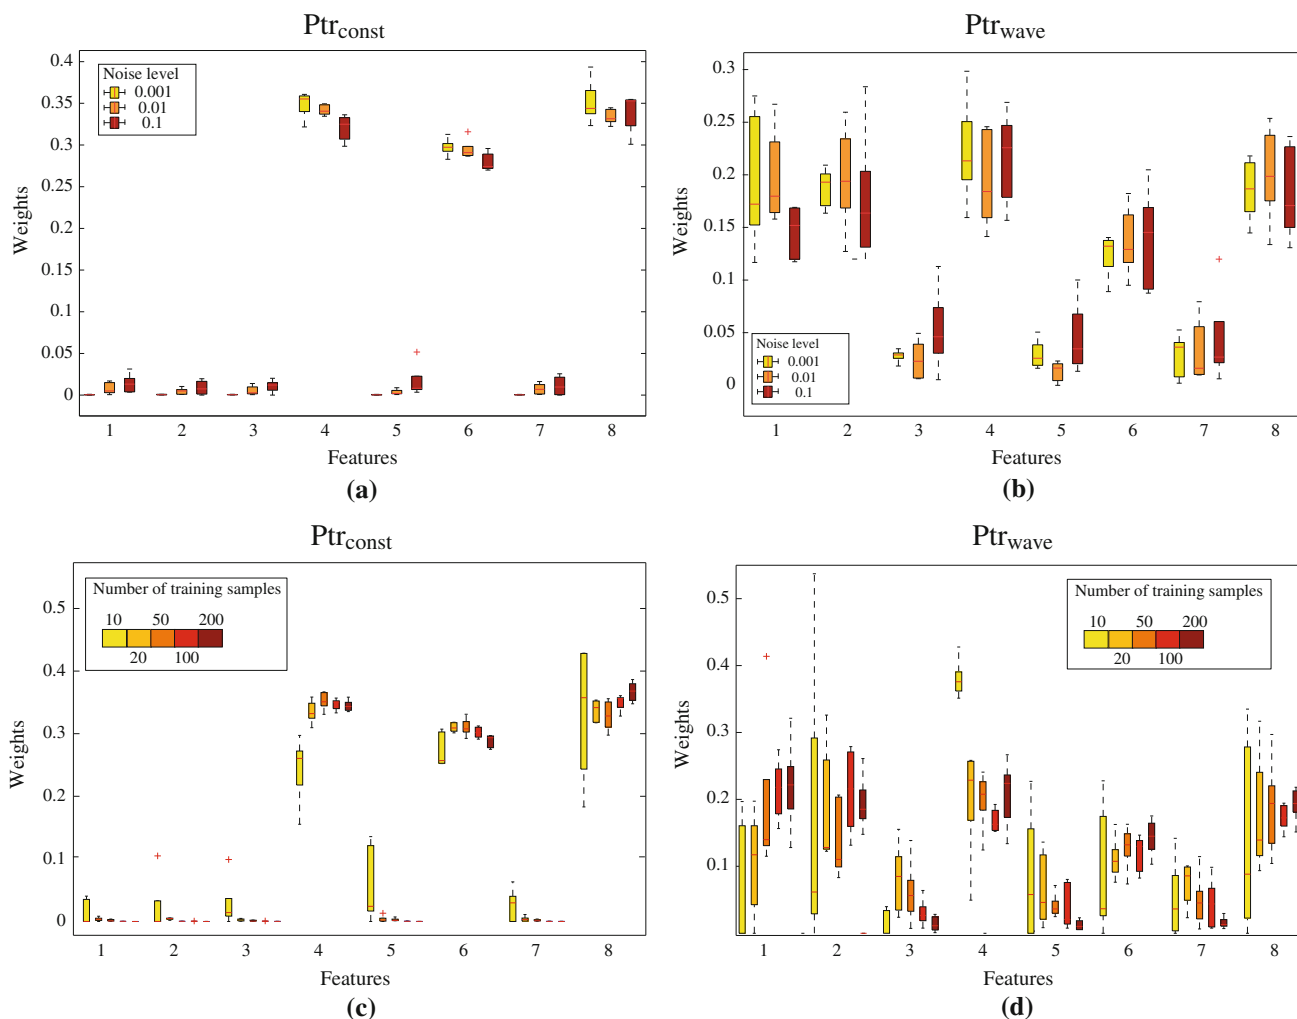 Ptrconst
Weights
0.4
0.35
0.3
0.25
0.2
0.15
0.1
0.05
0
Noise level
0.001
0.01
0.1
1 2 3 4 5 6 7 8
Features
(a)
Ptrwave
Weights
0.3
0.25
0.2
0.15
0.1
0.05
0
Noise level
0.001
0.01
0.1
1 2 3 4 5 6 7 8
Features
(b)
Ptrconst
Weights
0.5
0.4
0.3
0.2
0.1
0
Number of training samples
10 50 200
20 100
1 2 3 4 5 6 7 8
Features
(c)
Ptrwave
Weights
0.5
0.4
0.3
0.2
0.1
Number of training samples
10 50 200
20 100
1 2 3 4 5 6 7 8
Features
(d)